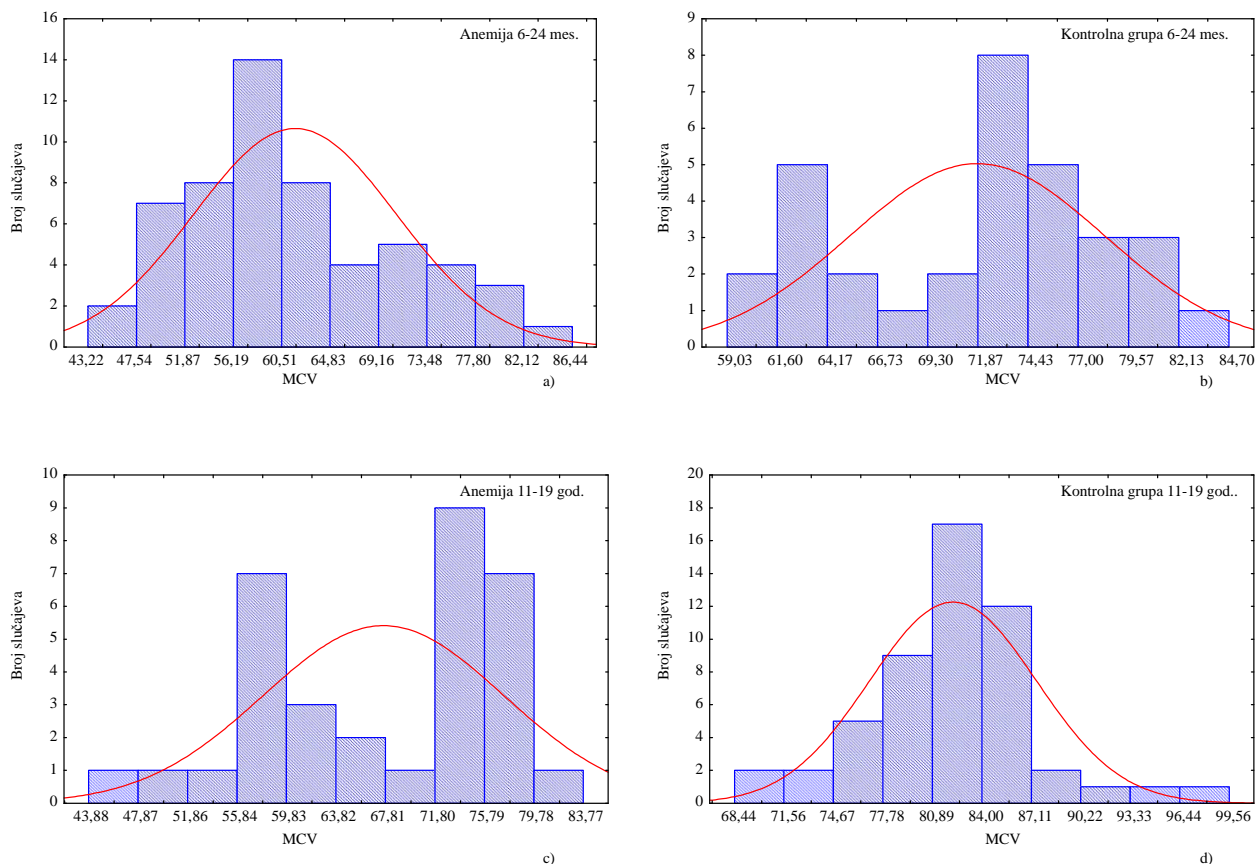 Anemija 6-24 mes.
Broj slučajeva
16
14
12
10
8
6
4
2
0
43,22 47,54 51,87 56,19 60,51 64,83 69,16 73,48 77,80 82,12 86,44
MCV
a)
Kontrolna grupa 6-24 mes.
Broj slučajeva
9
8
7
6
5
4
3
2
1
0
59,03 61,60 64,17 66,73 69,30 71,87 74,43 77,00 79,57 82,13 84,70
MCV
b)
Anemija 11-19 god.
Broj slučajeva
10
9
8
7
6
5
4
3
2
1
0
43,88 47,87 51,86 55,84 59,83 63,82 67,81 71,80 75,79 79,78 83,77
MCV
c)
Kontrolna grupa 11-19 god..
Broj slučajeva
20
18
16
14
12
10
8
6
4
2
0
68,44 71,56 74,67 77,78 80,89 84,00 87,11 90,22 93,33 96,44 99,56
MCV
d)